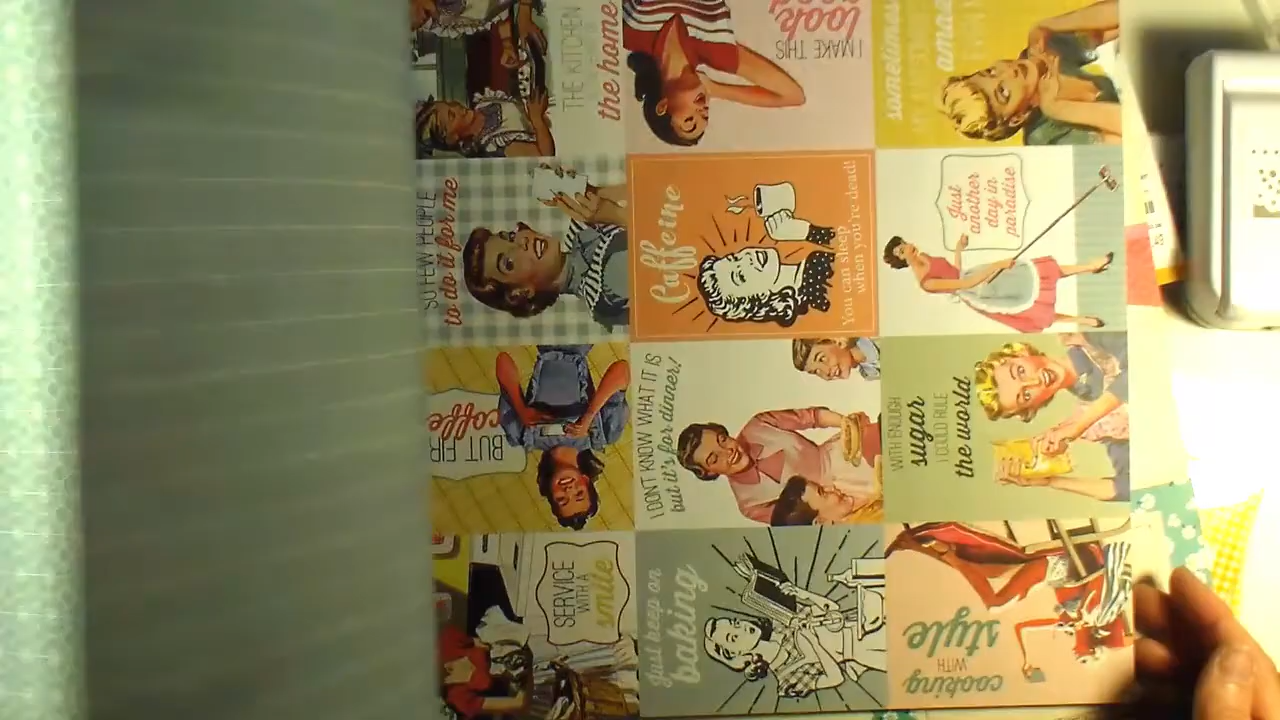 THE KITCHEN
the home
I MAKE THIS
look
sometimes
SO FEW PEOPLE
to do it for me
Caffeine
You can sleep
when you're dead!
Just
another
day in
paradise
BUT FIR
coffe
I DON'T KNOW WHAT IT IS
but it's for dinner!
WITH ENOUGH
sugar
I COULD RULE
the world
SERVICE
WITH A
smile
Just keep on
baking
cooking
WITH
style